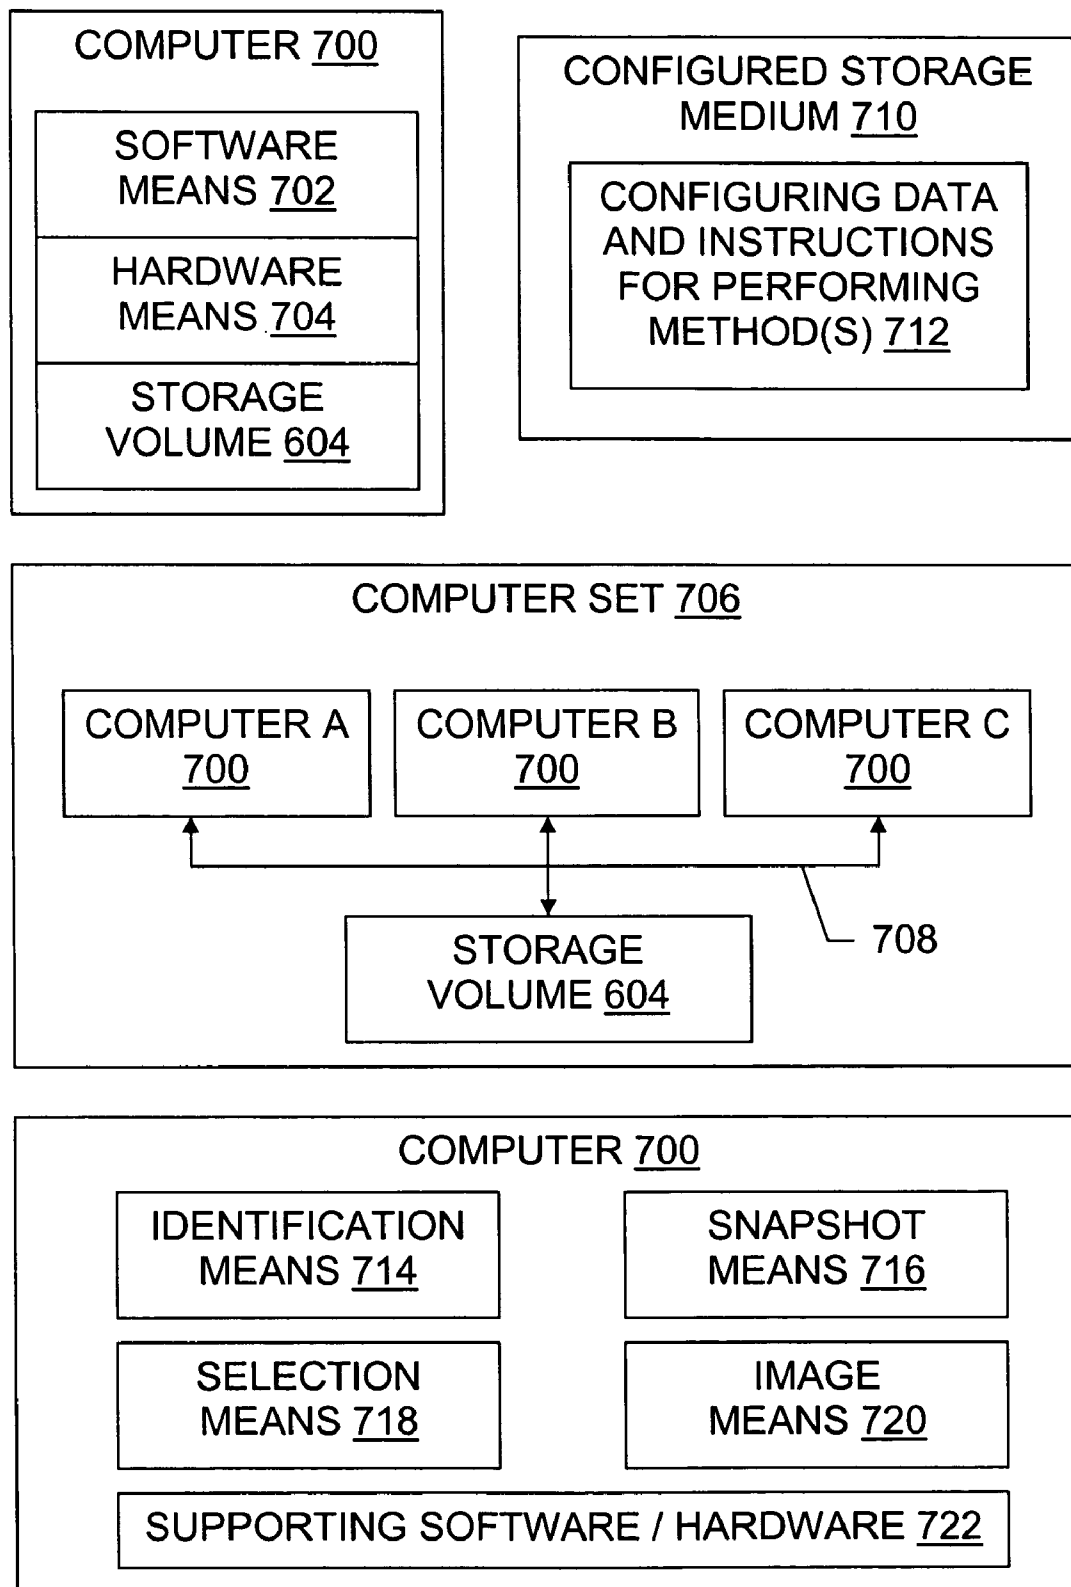 COMPUTER 700
SOFTWARE
MEANS 702
HARDWARE
MEANS 704
STORAGE
VOLUME 604
CONFIGURED STORAGE
MEDIUM 710
CONFIGURING DATA
AND INSTRUCTIONS
FOR PERFORMING
METHOD(S) 712
COMPUTER SET 706
COMPUTER A
700
COMPUTER B
700
COMPUTER C
700
708
STORAGE
VOLUME 604
COMPUTER 700
IDENTIFICATION
MEANS 714
SNAPSHOT
MEANS 716
SELECTION
MEANS 718
IMAGE
MEANS 720
SUPPORTING SOFTWARE / HARDWARE 722